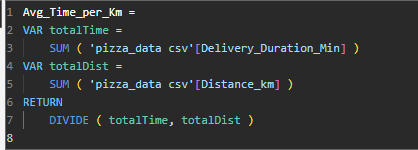 1 Avg_Time_per_Km =
2 VAR totalTime =
3 SUM ( 'pizza_data csv'[Delivery_Duration_Min] )
4 VAR totalDist =
5 SUM ( 'pizza_data csv'[Distance_km] )
6 RETURN
7 DIVIDE ( totalTime, totalDist )
8